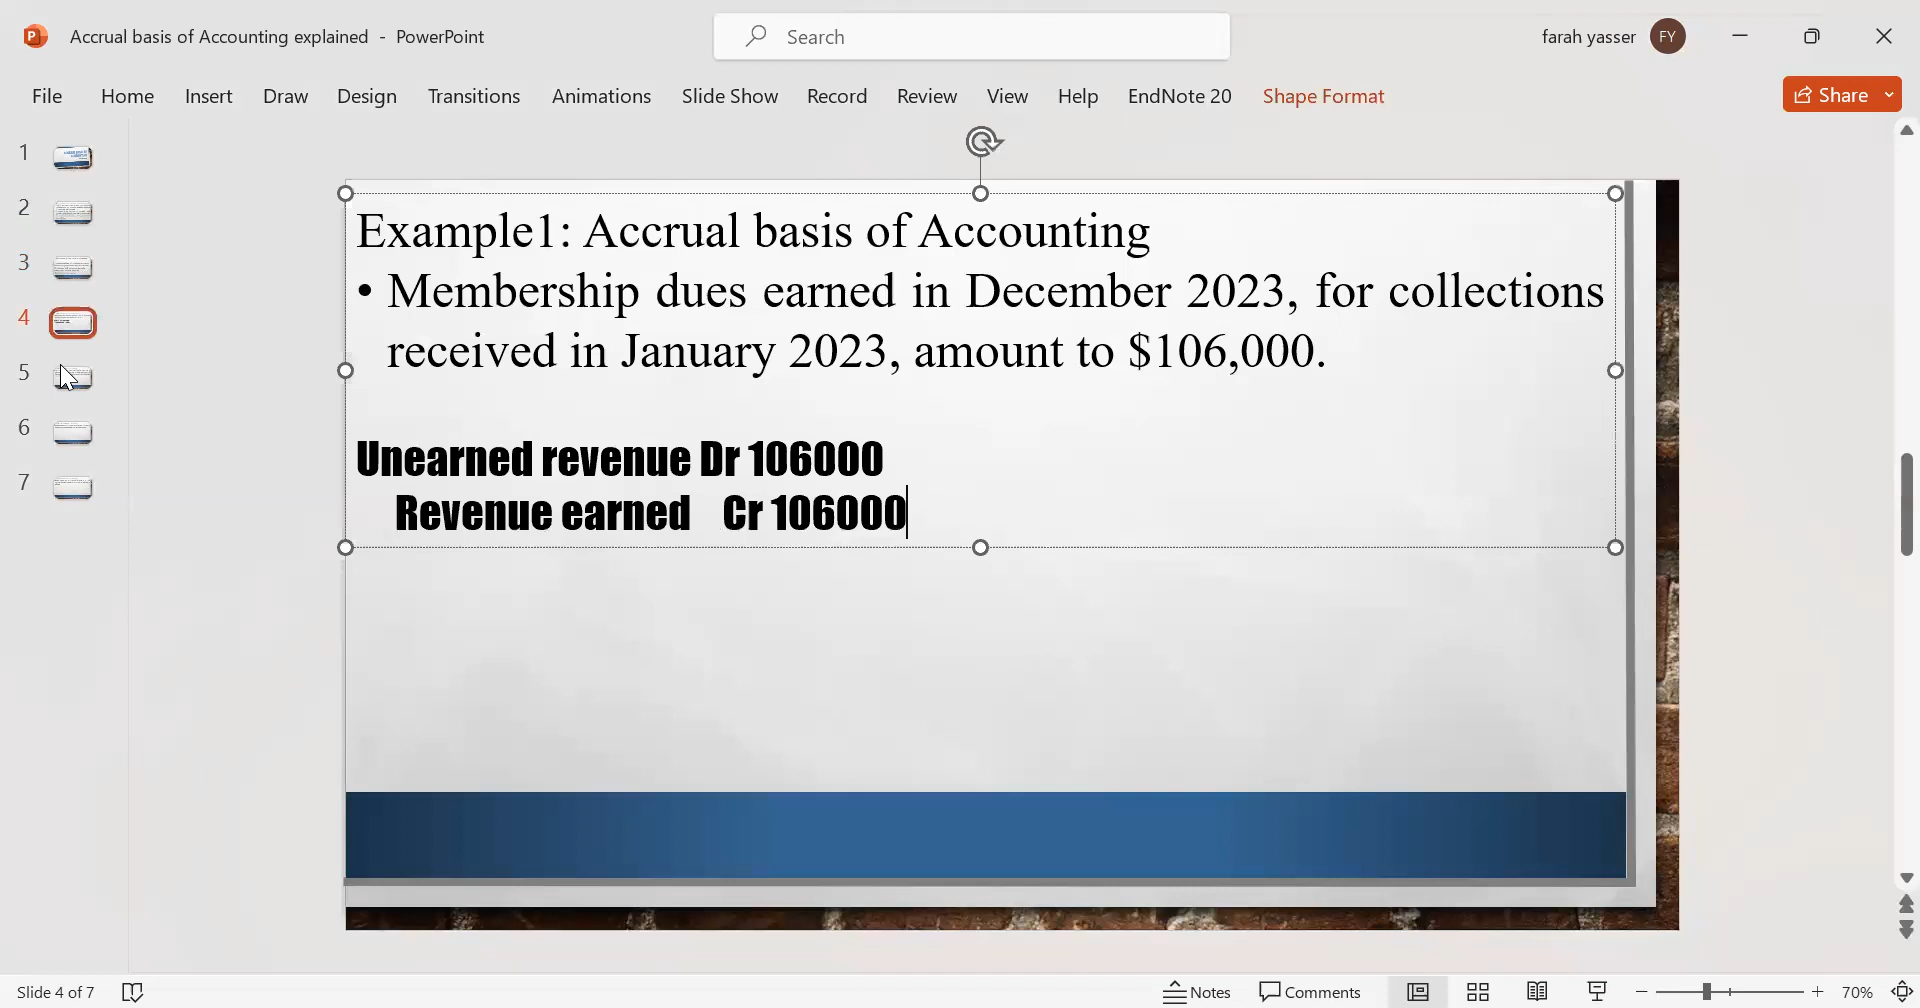 Accrual basis of Accounting explained - PowerPoint
Search
farah yasser FY
File Home Insert Draw Design Transitions Animations Slide Show Record Review View Help EndNote 20 Shape Format
Share
1
2
3
4
5
6
7
Example1: Accrual basis of Accounting
• Membership dues earned in December 2023, for collections
received in January 2023, amount to $106,000.
Unearned revenue Dr 106000
Revenue earned Cr 106000
Slide 4 of 7
Notes Comments 70%